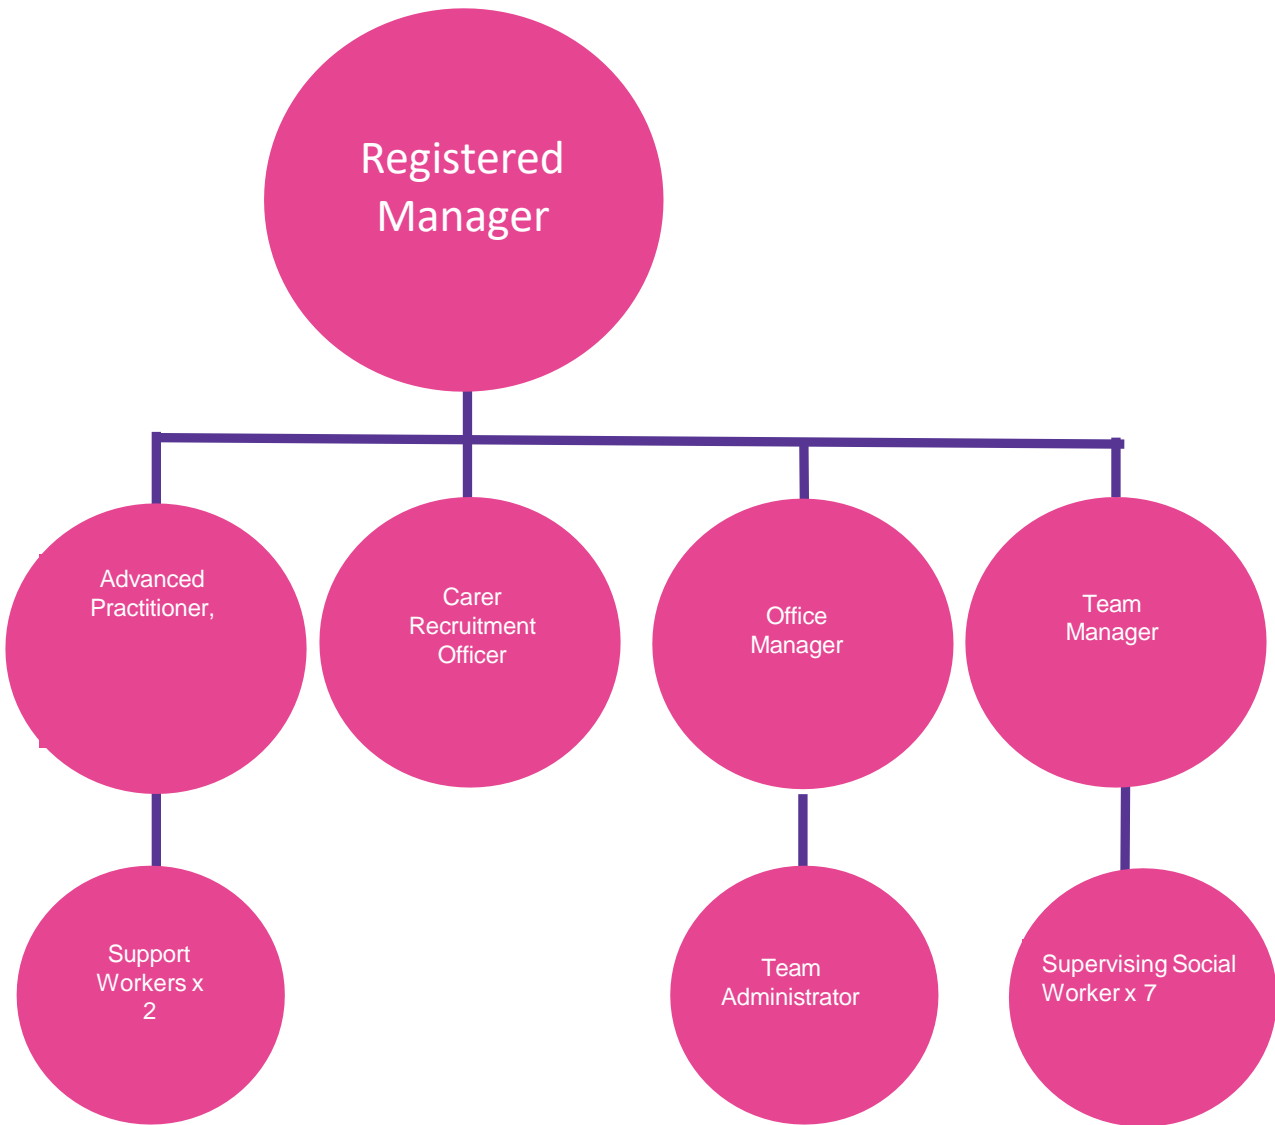 Registered
Manager
Advanced
Practitioner,
Carer
Recruitment
Officer
Office
Manager
Team
Manager
Support
Workers x
2
Team
Administrator
Supervising Social
Worker x 7